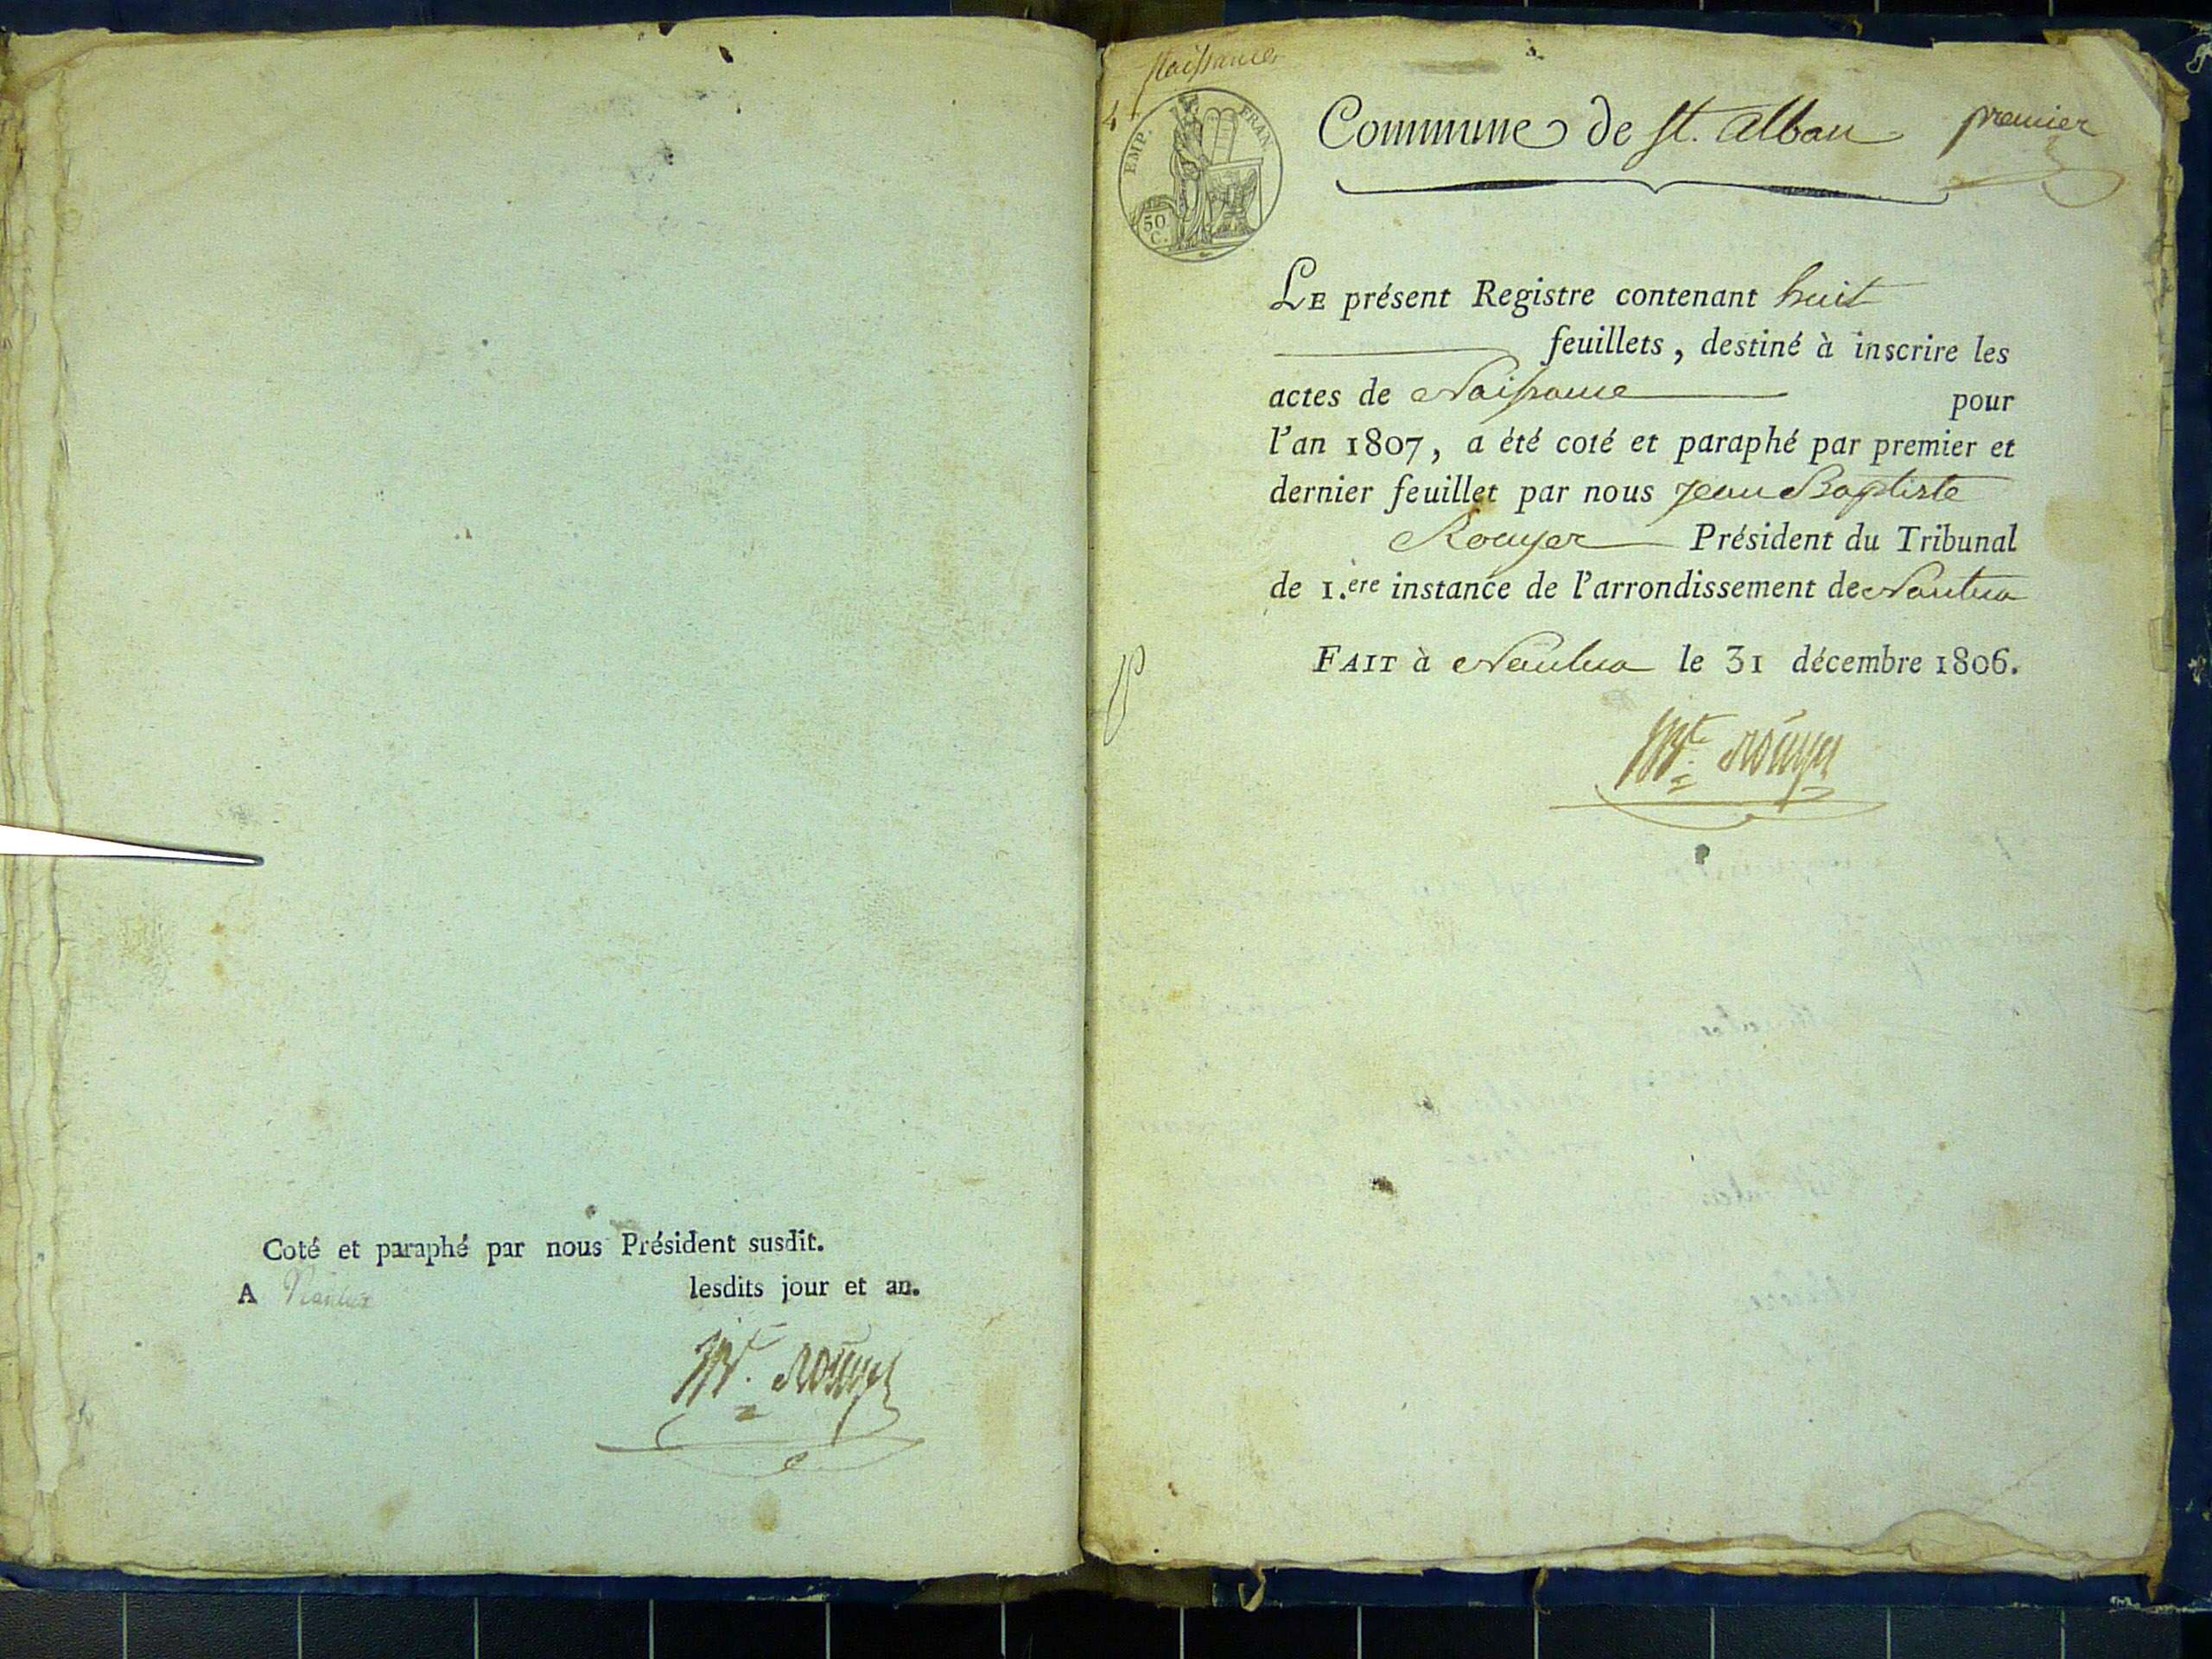 Coté et paraphé par nous Président susdit.
A Nantua lesdits jour et an.
Rouyer
Naissances
EMP. FRAN
50
C.
Commune de St. Alban premier
LE présent Registre contenant huit
feuillets, destiné à inscrire les
actes de Naissance pour
l'an 1807, a été coté et paraphé par premier et
dernier feuillet par nous Jean Baptiste
Rouyer Président du Tribunal
de 1.ere instance de l'arrondissement de Nantua
FAIT à Nantua le 31 décembre 1806.
Rouyer